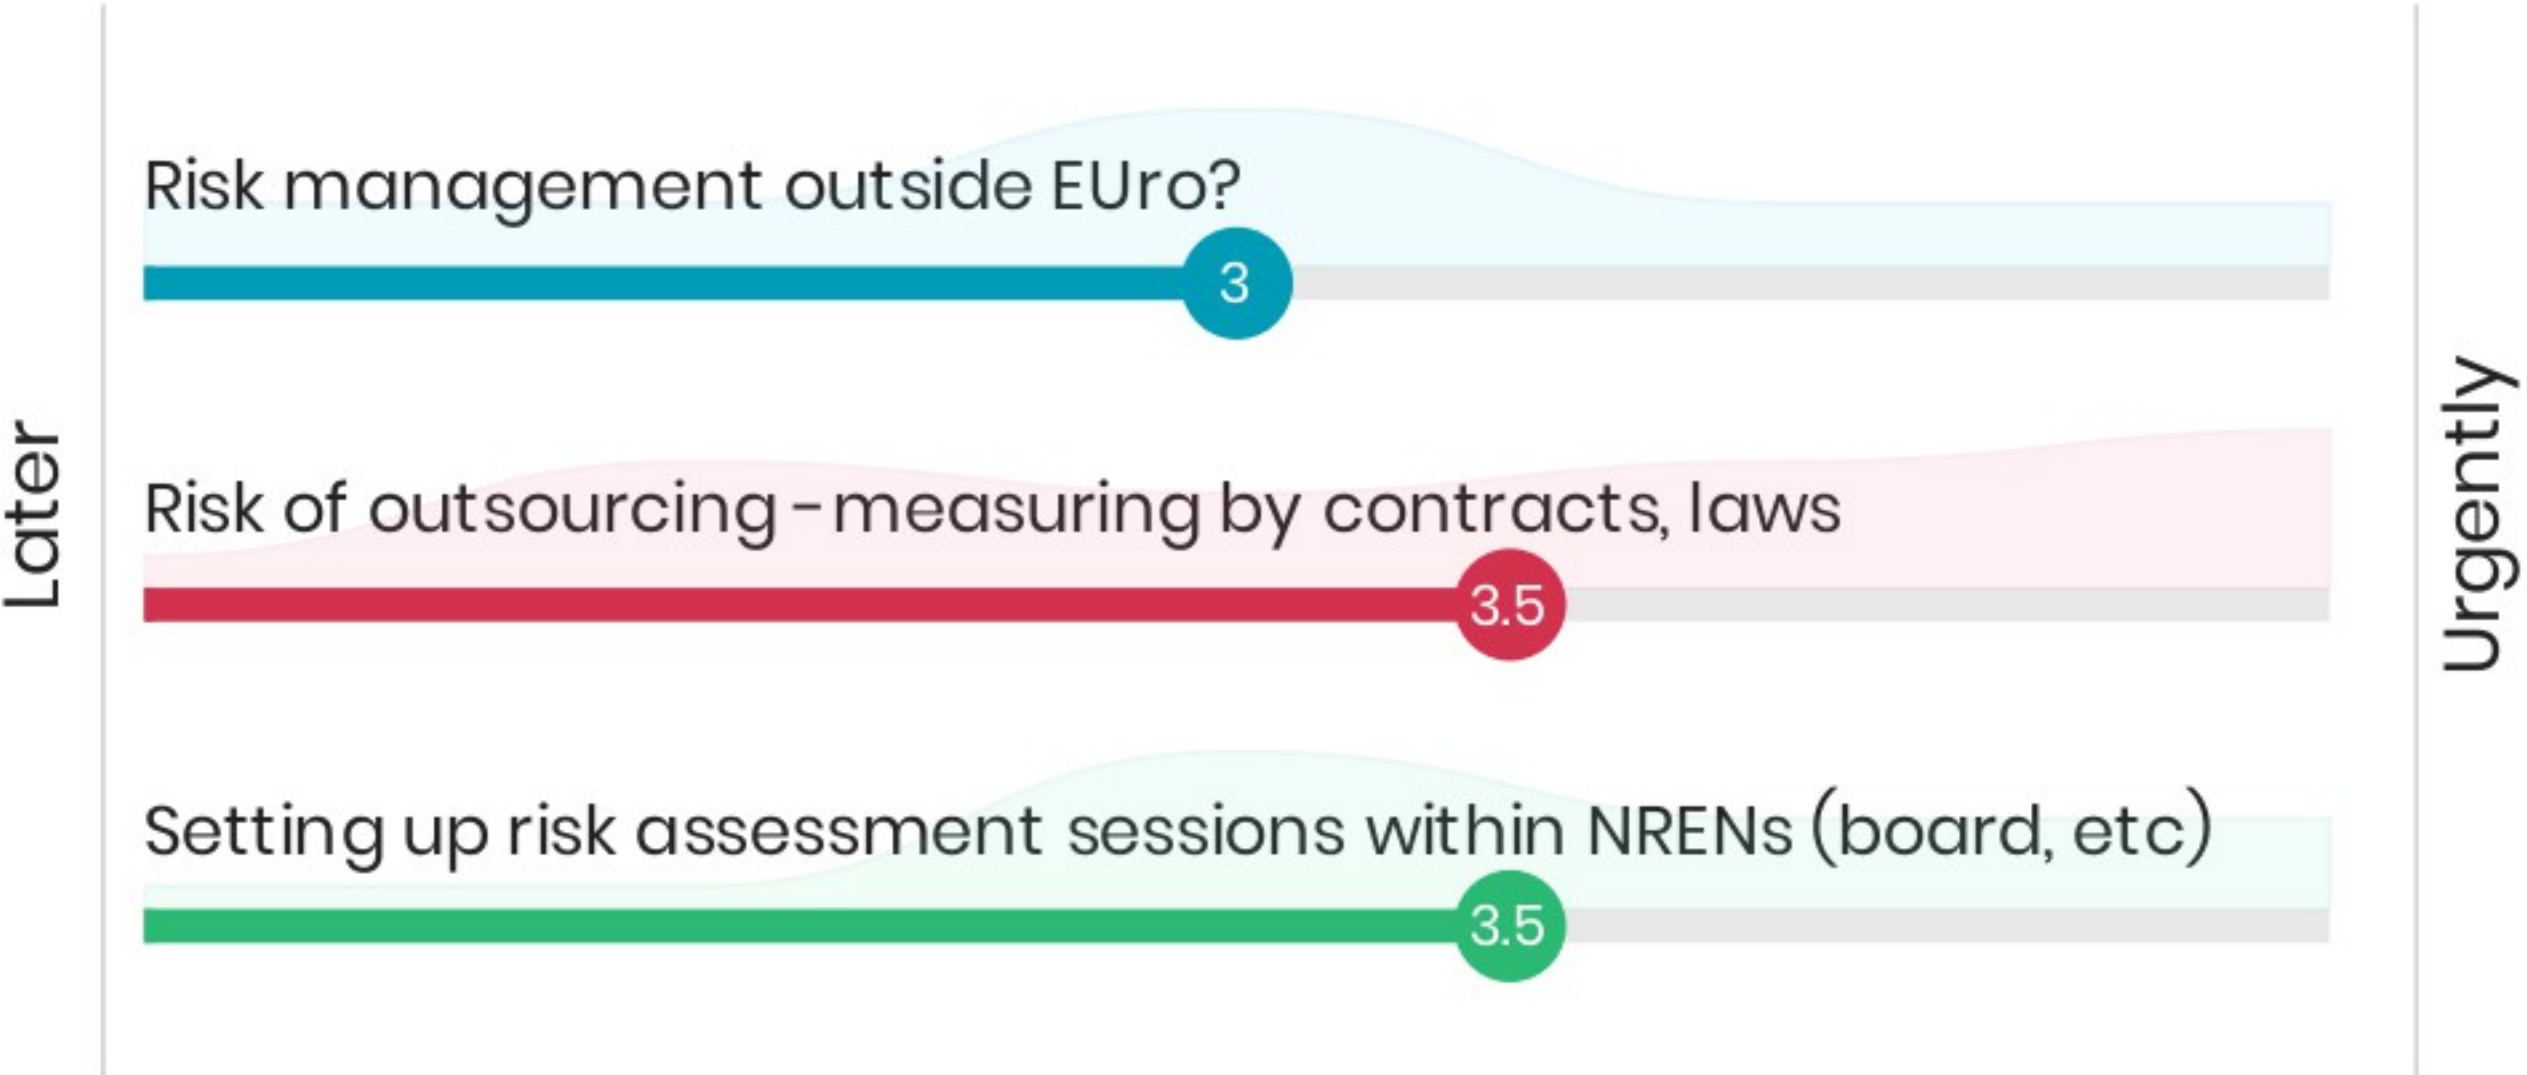 Later
Risk management outside EUro?
3
Risk of outsourcing - measuring by contracts, laws
3.5
Setting up risk assessment sessions within NRENs (board, etc)
3.5
Urgently